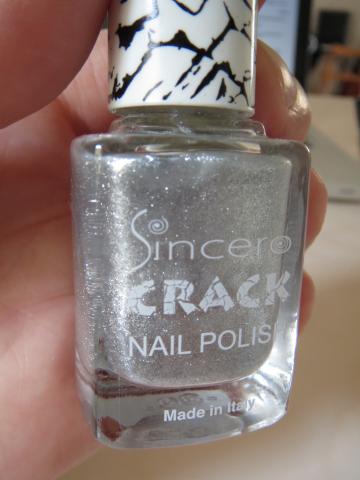 Sincero
CRACK
NAIL POLIS
Made in Italy